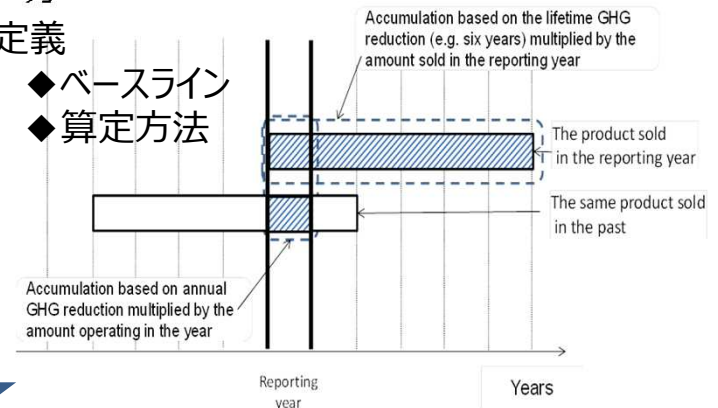 定義
◆ベースライン
◆算定方法
Accumulation based on the lifetime GHG
reduction (e.g. six years) multiplied by the
amount sold in the reporting year
The product sold
in the reporting year
The same product sold
in the past
Accumulation based on annual
GHG reduction multiplied by the
amount operating in the year
Reporting
year
Years